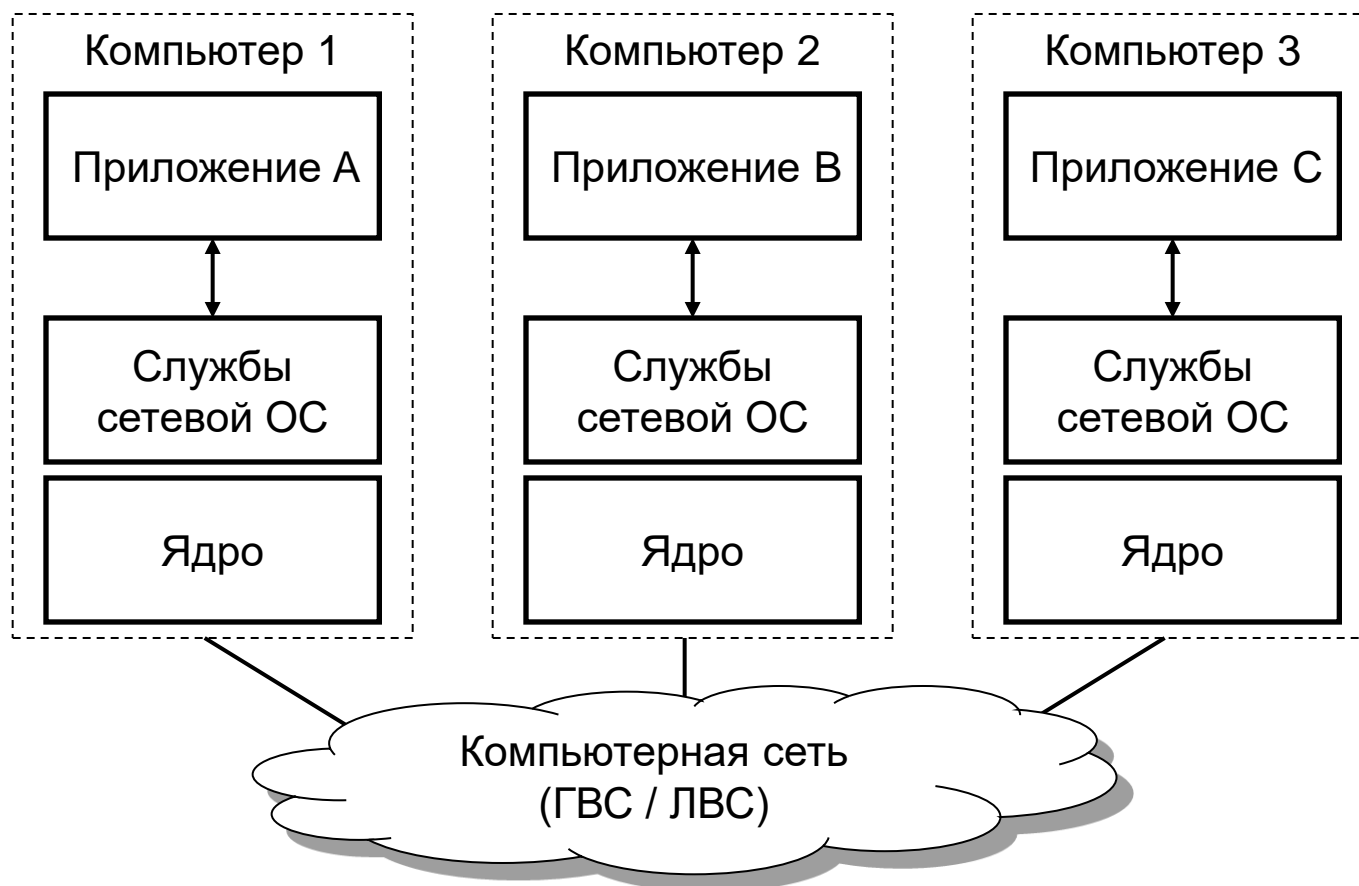 Компьютер 1
Приложение A
Службы
сетевой ОС
Ядро
Компьютер 2
Приложение B
Службы
сетевой ОС
Ядро
Компьютер 3
Приложение C
Службы
сетевой ОС
Ядро
Компьютерная сеть
(ГВС / ЛВС)